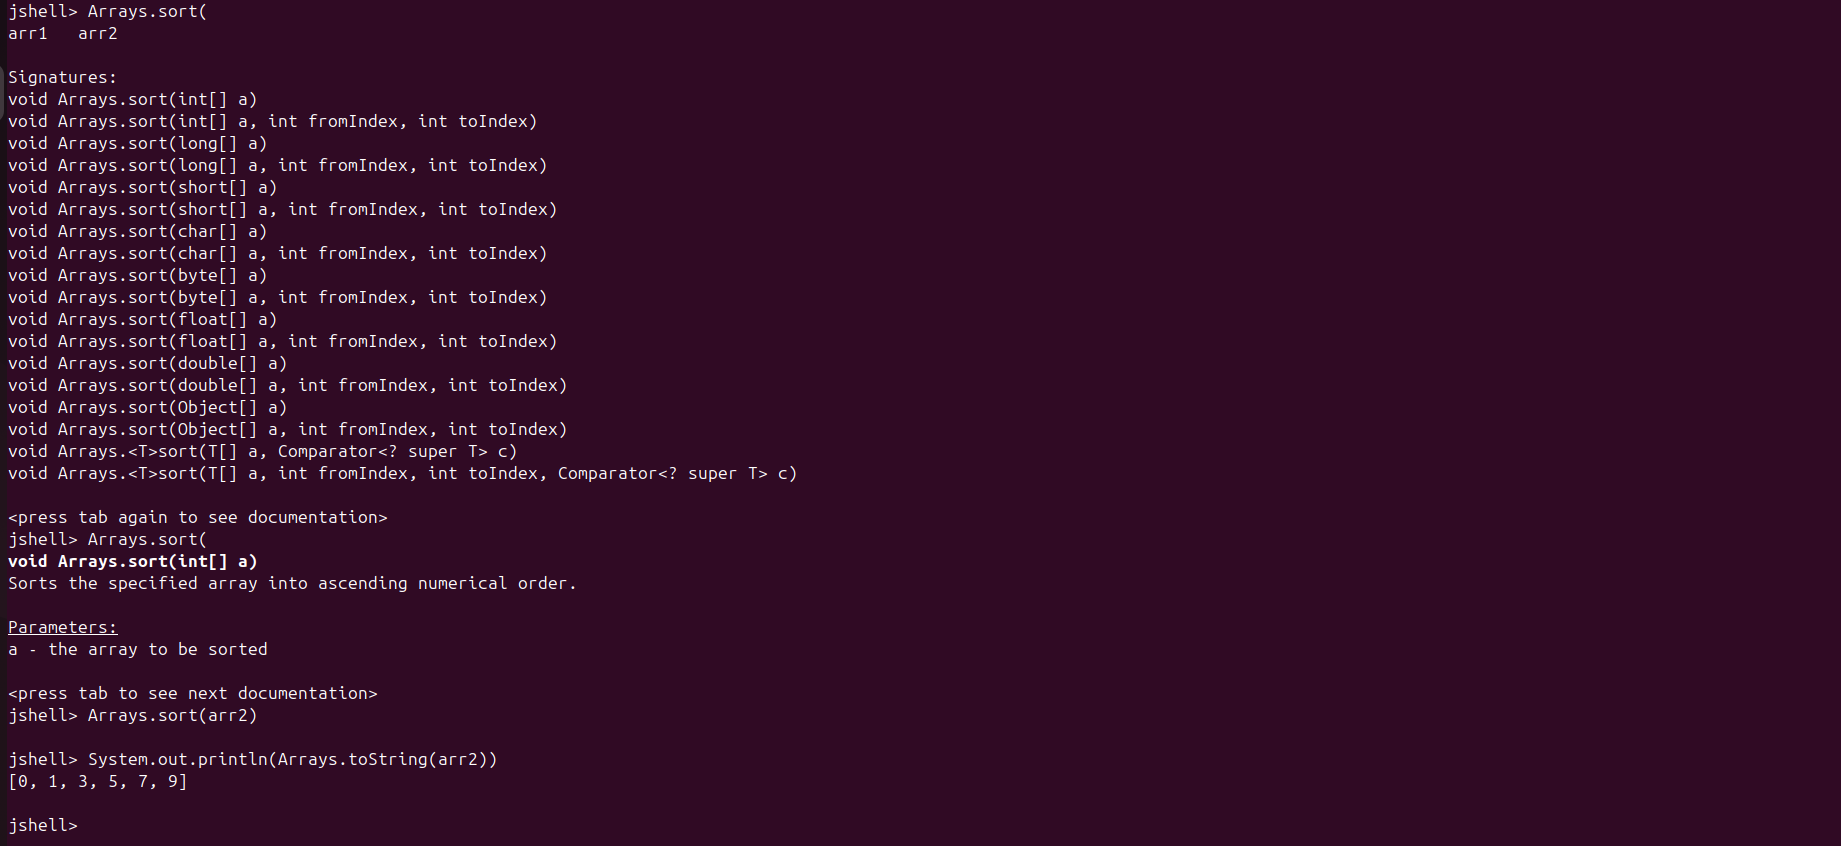 jshell> Arrays.sort(
arr1   arr2

Signatures:
void Arrays.sort(int[] a)
void Arrays.sort(int[] a, int fromIndex, int toIndex)
void Arrays.sort(long[] a)
void Arrays.sort(long[] a, int fromIndex, int toIndex)
void Arrays.sort(short[] a)
void Arrays.sort(short[] a, int fromIndex, int toIndex)
void Arrays.sort(char[] a)
void Arrays.sort(char[] a, int fromIndex, int toIndex)
void Arrays.sort(byte[] a)
void Arrays.sort(byte[] a, int fromIndex, int toIndex)
void Arrays.sort(float[] a)
void Arrays.sort(float[] a, int fromIndex, int toIndex)
void Arrays.sort(double[] a)
void Arrays.sort(double[] a, int fromIndex, int toIndex)
void Arrays.sort(Object[] a)
void Arrays.sort(Object[] a, int fromIndex, int toIndex)
void Arrays.<T>sort(T[] a, Comparator<? super T> c)
void Arrays.<T>sort(T[] a, int fromIndex, int toIndex, Comparator<? super T> c)

<press tab again to see documentation>
jshell> Arrays.sort(
void Arrays.sort(int[] a)
Sorts the specified array into ascending numerical order.

Parameters:
a - the array to be sorted

<press tab to see next documentation>
jshell> Arrays.sort(arr2)

jshell> System.out.println(Arrays.toString(arr2))
[0, 1, 3, 5, 7, 9]

jshell>